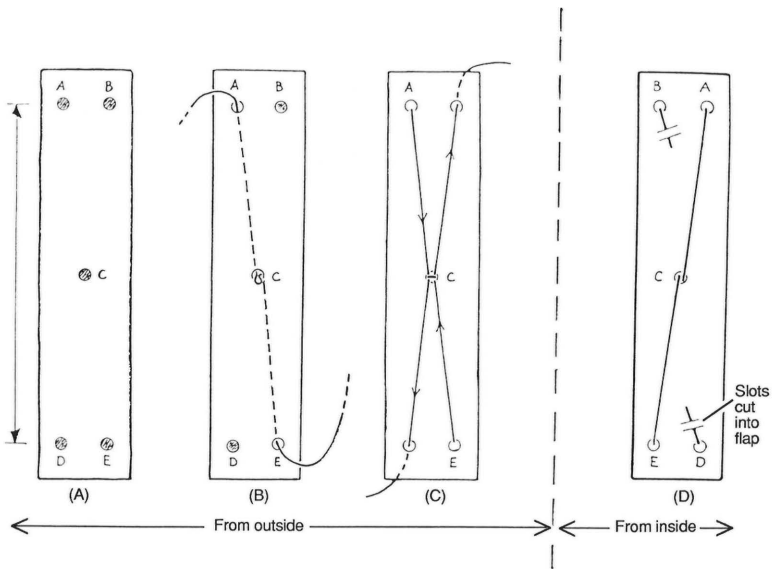 A B
C
D E
(A)
A B
C
D E
(B)
A
C
E
(C)
B A
C
E D
(D)
Slots
cut
into
flap
From outside
From inside